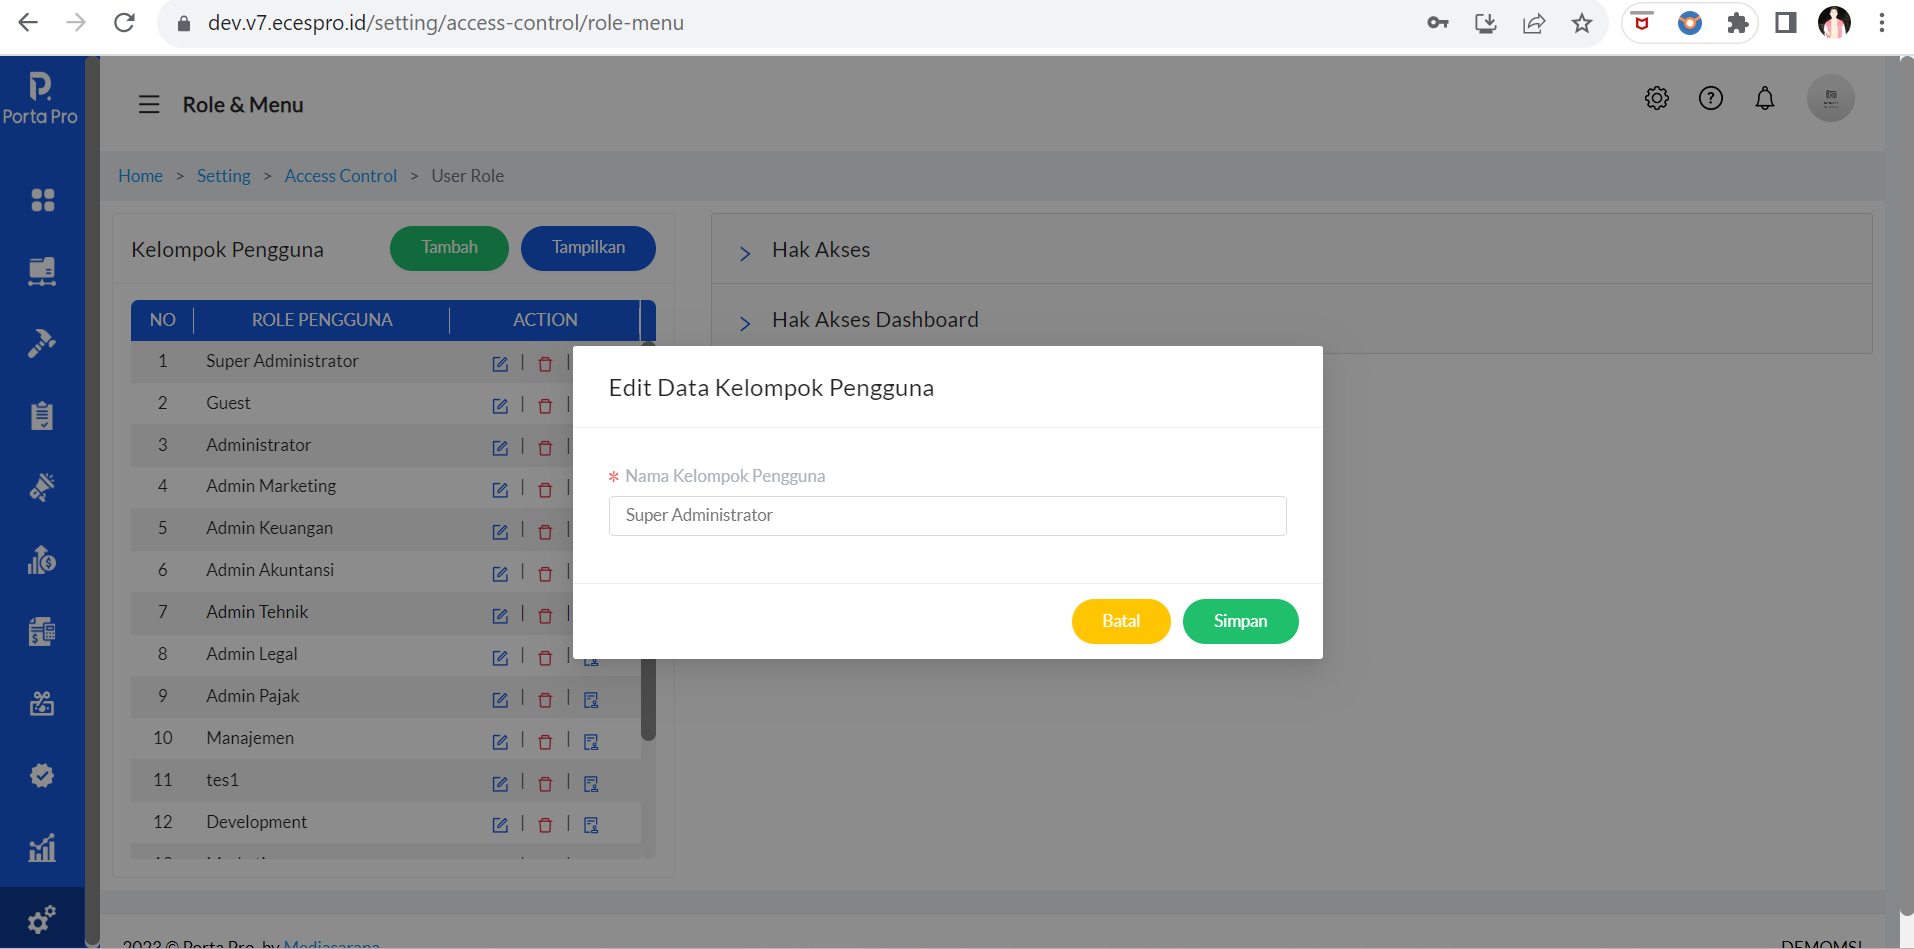 dev.v7.ecespro.id/setting/access-control/role-menu
Porta Pro
Role & Menu
Home > Setting > Access Control > User Role
Kelompok Pengguna
Tambah
Tampilkan
NO ROLE PENGGUNA ACTION
1 Super Administrator
2 Guest
3 Administrator
4 Admin Marketing
5 Admin Keuangan
6 Admin Akuntansi
7 Admin Tehnik
8 Admin Legal
9 Admin Pajak
10 Manajemen
11 tes1
12 Development
Hak Akses
Hak Akses Dashboard
Edit Data Kelompok Pengguna
* Nama Kelompok Pengguna
Super Administrator
Batal
Simpan
2023 © Porta Pro by Mediasarana
DEMOMSI